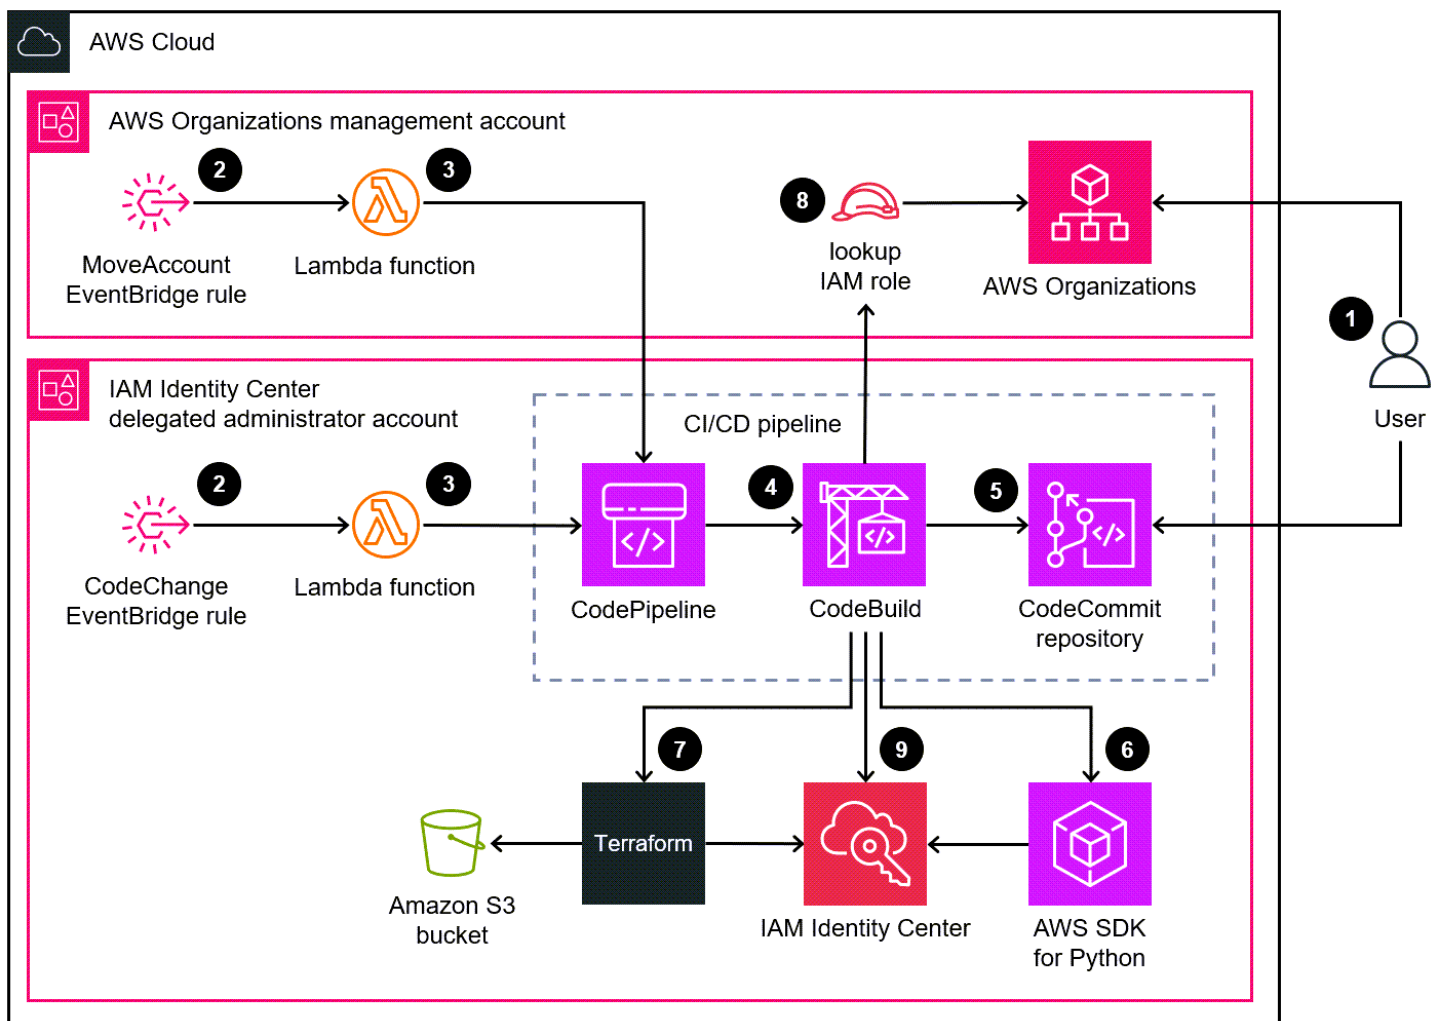 AWS Cloud
AWS Organizations management account
2
3
MoveAccount
EventBridge rule
Lambda function
8
lookup
IAM role
AWS Organizations
1
User
IAM Identity Center
delegated administrator account
CI/CD pipeline
2
3
4
5
CodeChange
EventBridge rule
Lambda function
CodePipeline
CodeBuild
CodeCommit
repository
7
9
6
Terraform
Amazon S3
bucket
IAM Identity Center
AWS SDK
for Python